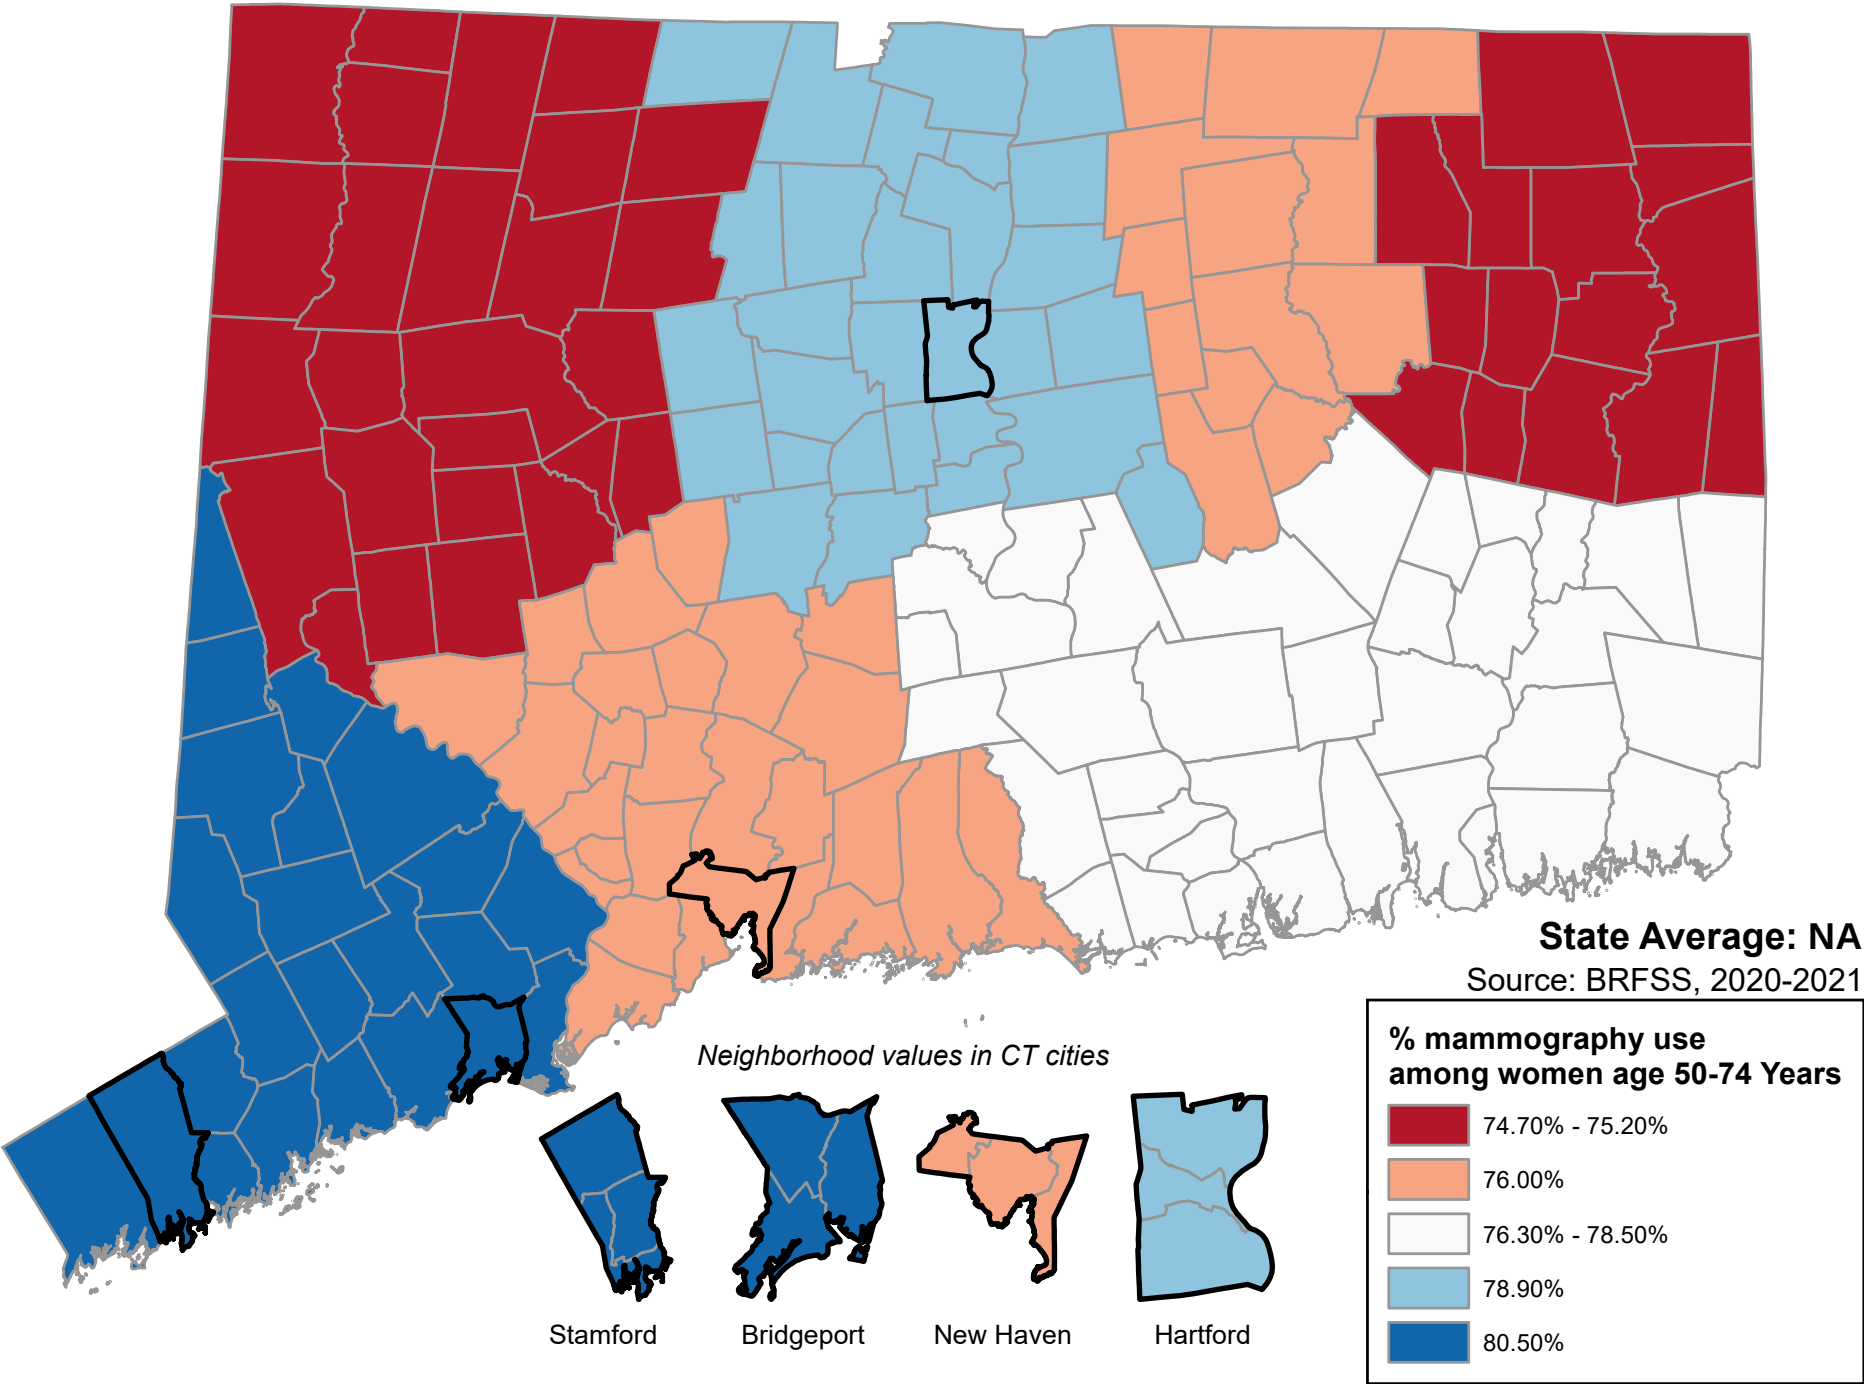 State Average: NA
Source: BRFSS, 2020-2021
% mammography use
among women age 50-74 Years
74.70% - 75.20%
76.00%
76.30% - 78.50%
78.90%
80.50%
Neighborhood values in CT cities
Stamford
Bridgeport
New Haven
Hartford